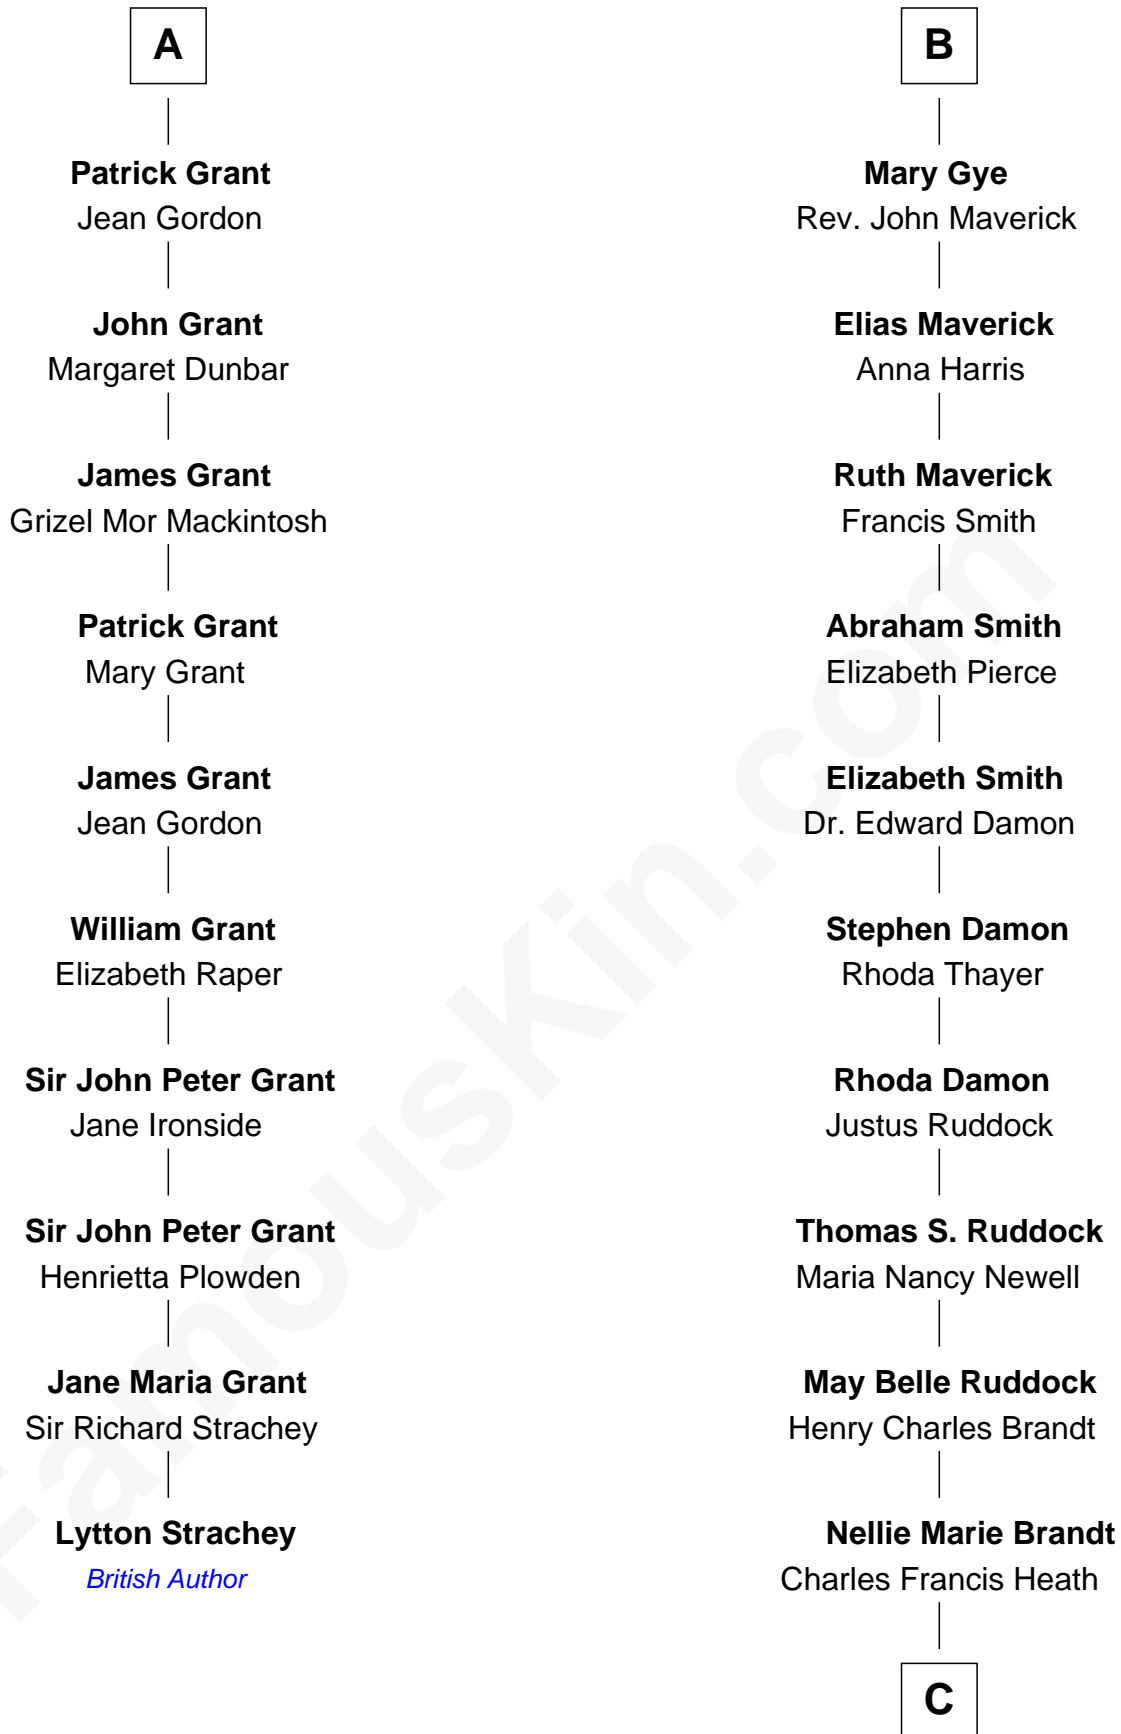 A
Patrick Grant
Jean Gordon
John Grant
Margaret Dunbar
James Grant
Grizel Mor Mackintosh
Patrick Grant
Mary Grant
James Grant
Jean Gordon
William Grant
Elizabeth Raper
Sir John Peter Grant
Jane Ironside
Sir John Peter Grant
Henrietta Plowden
Jane Maria Grant
Sir Richard Strachey
Lytton Strachey
British Author
B
Mary Gye
Rev. John Maverick
Elias Maverick
Anna Harris
Ruth Maverick
Francis Smith
Abraham Smith
Elizabeth Pierce
Elizabeth Smith
Dr. Edward Damon
Stephen Damon
Rhoda Thayer
Rhoda Damon
Justus Ruddock
Thomas S. Ruddock
Maria Nancy Newell
May Belle Ruddock
Henry Charles Brandt
Nellie Marie Brandt
Charles Francis Heath
C
FamousKin.com